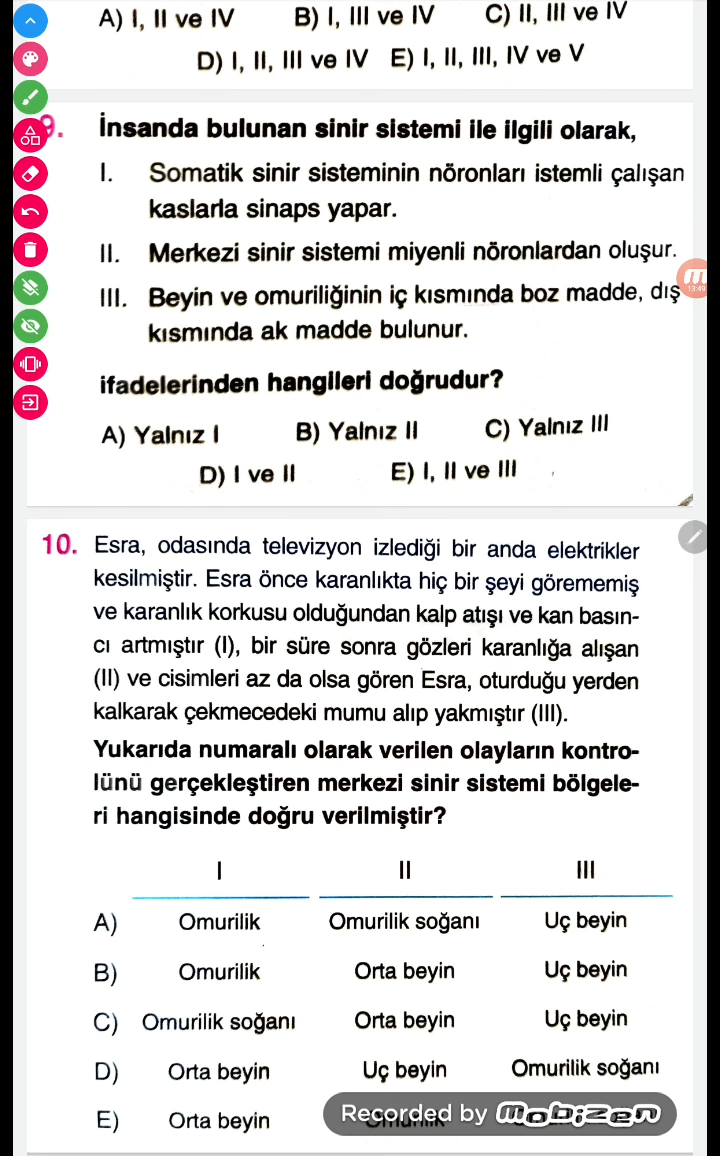 A) I, II ve IV B) I, III ve IV C) II, III ve IV
D) I, II, III ve IV E) I, II, III, IV ve V
9. İnsanda bulunan sinir sistemi ile ilgili olarak,
I. Somatik sinir sisteminin nöronları istemli çalışan
kaslarla sinaps yapar.
II. Merkezi sinir sistemi miyenli nöronlardan oluşur.
III. Beyin ve omuriliğinin iç kısmında boz madde, dış
13:49
kısmında ak madde bulunur.
ifadelerinden hangileri doğrudur?
A) Yalnız I B) Yalnız II C) Yalnız III
D) I ve II E) I, II ve III
10. Esra, odasında televizyon izlediği bir anda elektrikler
kesilmiştir. Esra önce karanlıkta hiç bir şeyi görememiş
ve karanlık korkusu olduğundan kalp atışı ve kan basın-
cı artmıştır (I), bir süre sonra gözleri karanlığa alışan
(II) ve cisimleri az da olsa gören Esra, oturduğu yerden
kalkarak çekmecedeki mumu alıp yakmıştır (III).
Yukarıda numaralı olarak verilen olayların kontro-
lünü gerçekleştiren merkezi sinir sistemi bölgele-
ri hangisinde doğru verilmiştir?
I II III
A) Omurilik Omurilik soğanı Uç beyin
B) Omurilik Orta beyin Uç beyin
C) Omurilik soğanı Orta beyin Uç beyin
D) Orta beyin Uç beyin Omurilik soğanı
E) Orta beyin
Recorded by Mobizen